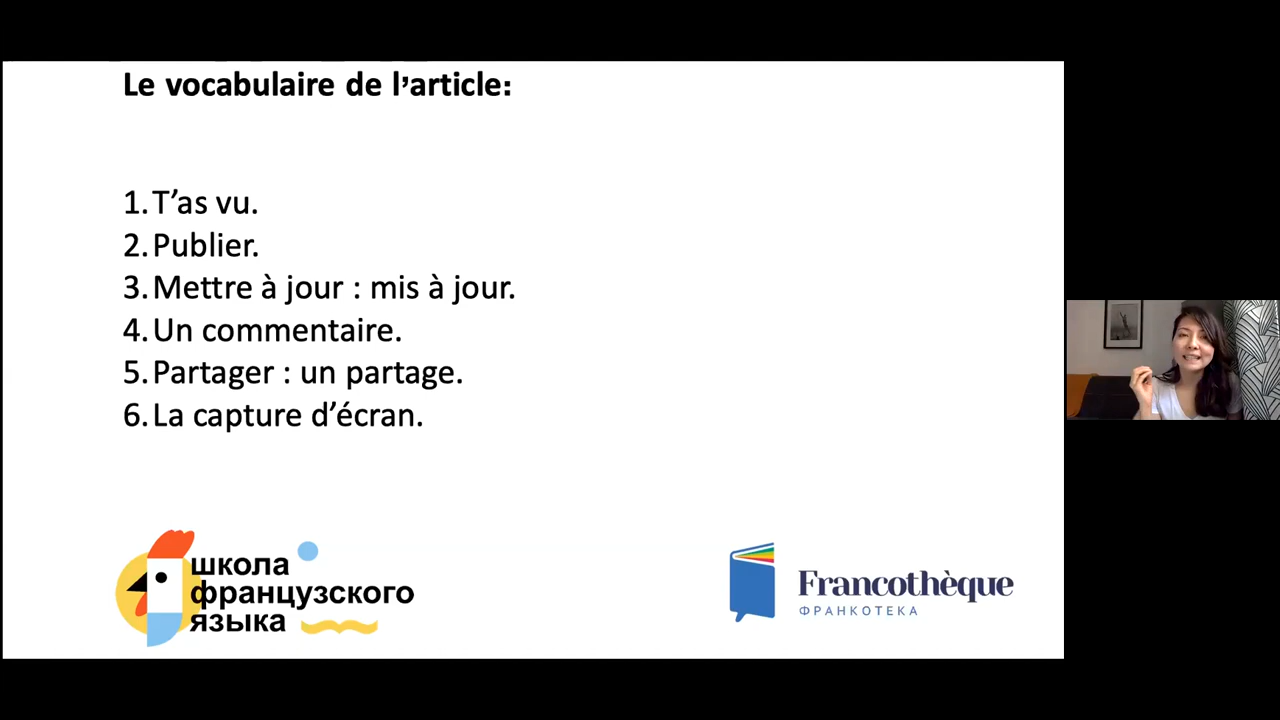 Le vocabulaire de l’article:
1. T’as vu.
2. Publier.
3. Mettre à jour : mis à jour.
4. Un commentaire.
5. Partager : un partage.
6. La capture d’écran.
школа
французского
языка
Francothèque
ФРАНКОТЕКА